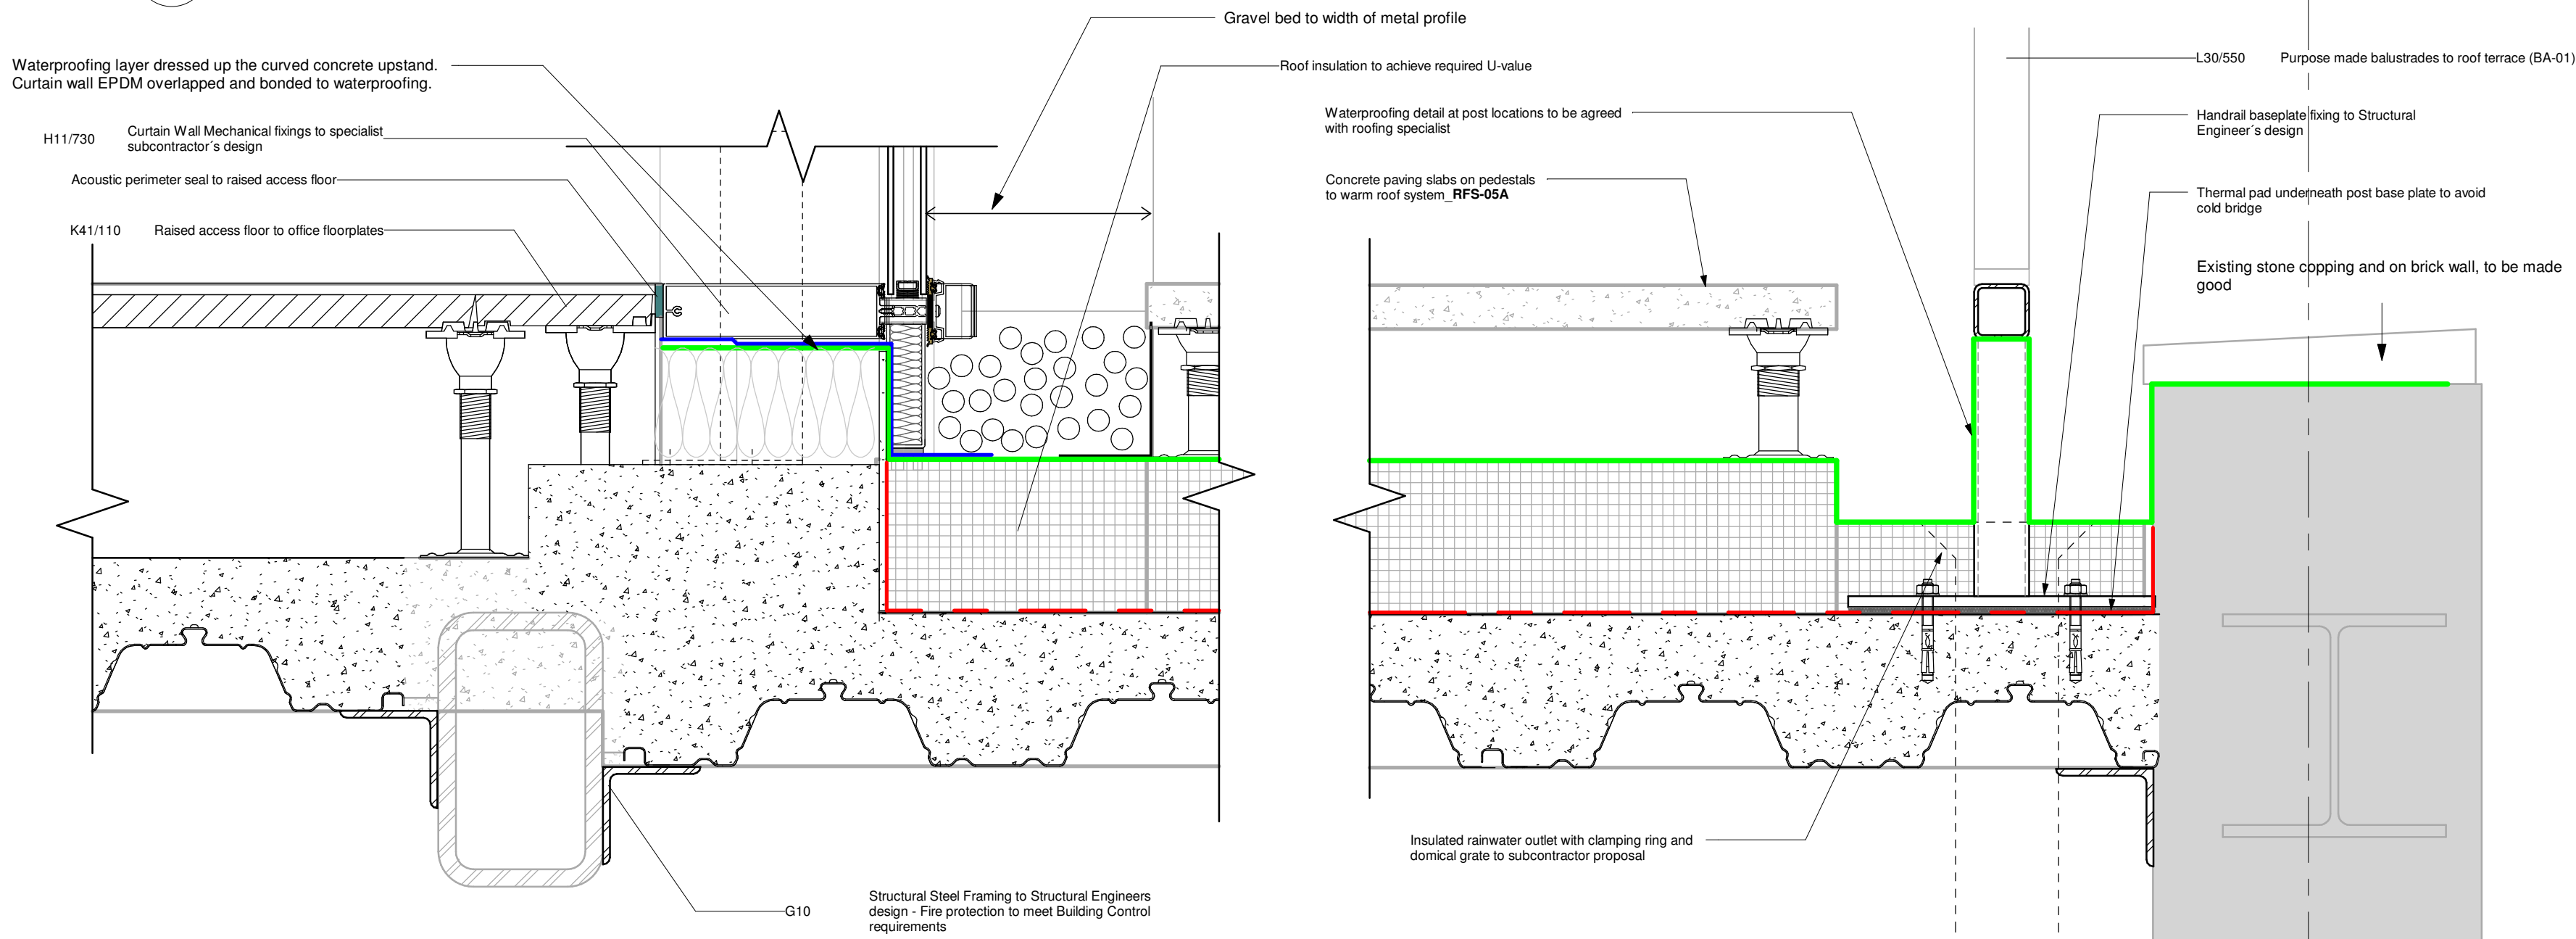 Gravel bed to width of metal profile
Waterproofing layer dressed up the curved concrete upstand.
Curtain wall EPDM overlapped and bonded to waterproofing.
Roof insulation to achieve required U-value
H11/730 Curtain Wall Mechanical fixings to specialist
subcontractor´s design
Acoustic perimeter seal to raised access floor
K41/110 Raised access floor to office floorplates
Waterproofing detail at post locations to be agreed
with roofing specialist
Concrete paving slabs on pedestals
to warm roof system_RFS-05A
L30/550 Purpose made balustrades to roof terrace (BA-01)
Handrail baseplate fixing to Structural
Engineer´s design
Thermal pad underneath post base plate to avoid
cold bridge
Existing stone copping and on brick wall, to be made
good
Insulated rainwater outlet with clamping ring and
domical grate to subcontractor proposal
G10 Structural Steel Framing to Structural Engineers
design - Fire protection to meet Building Control
requirements